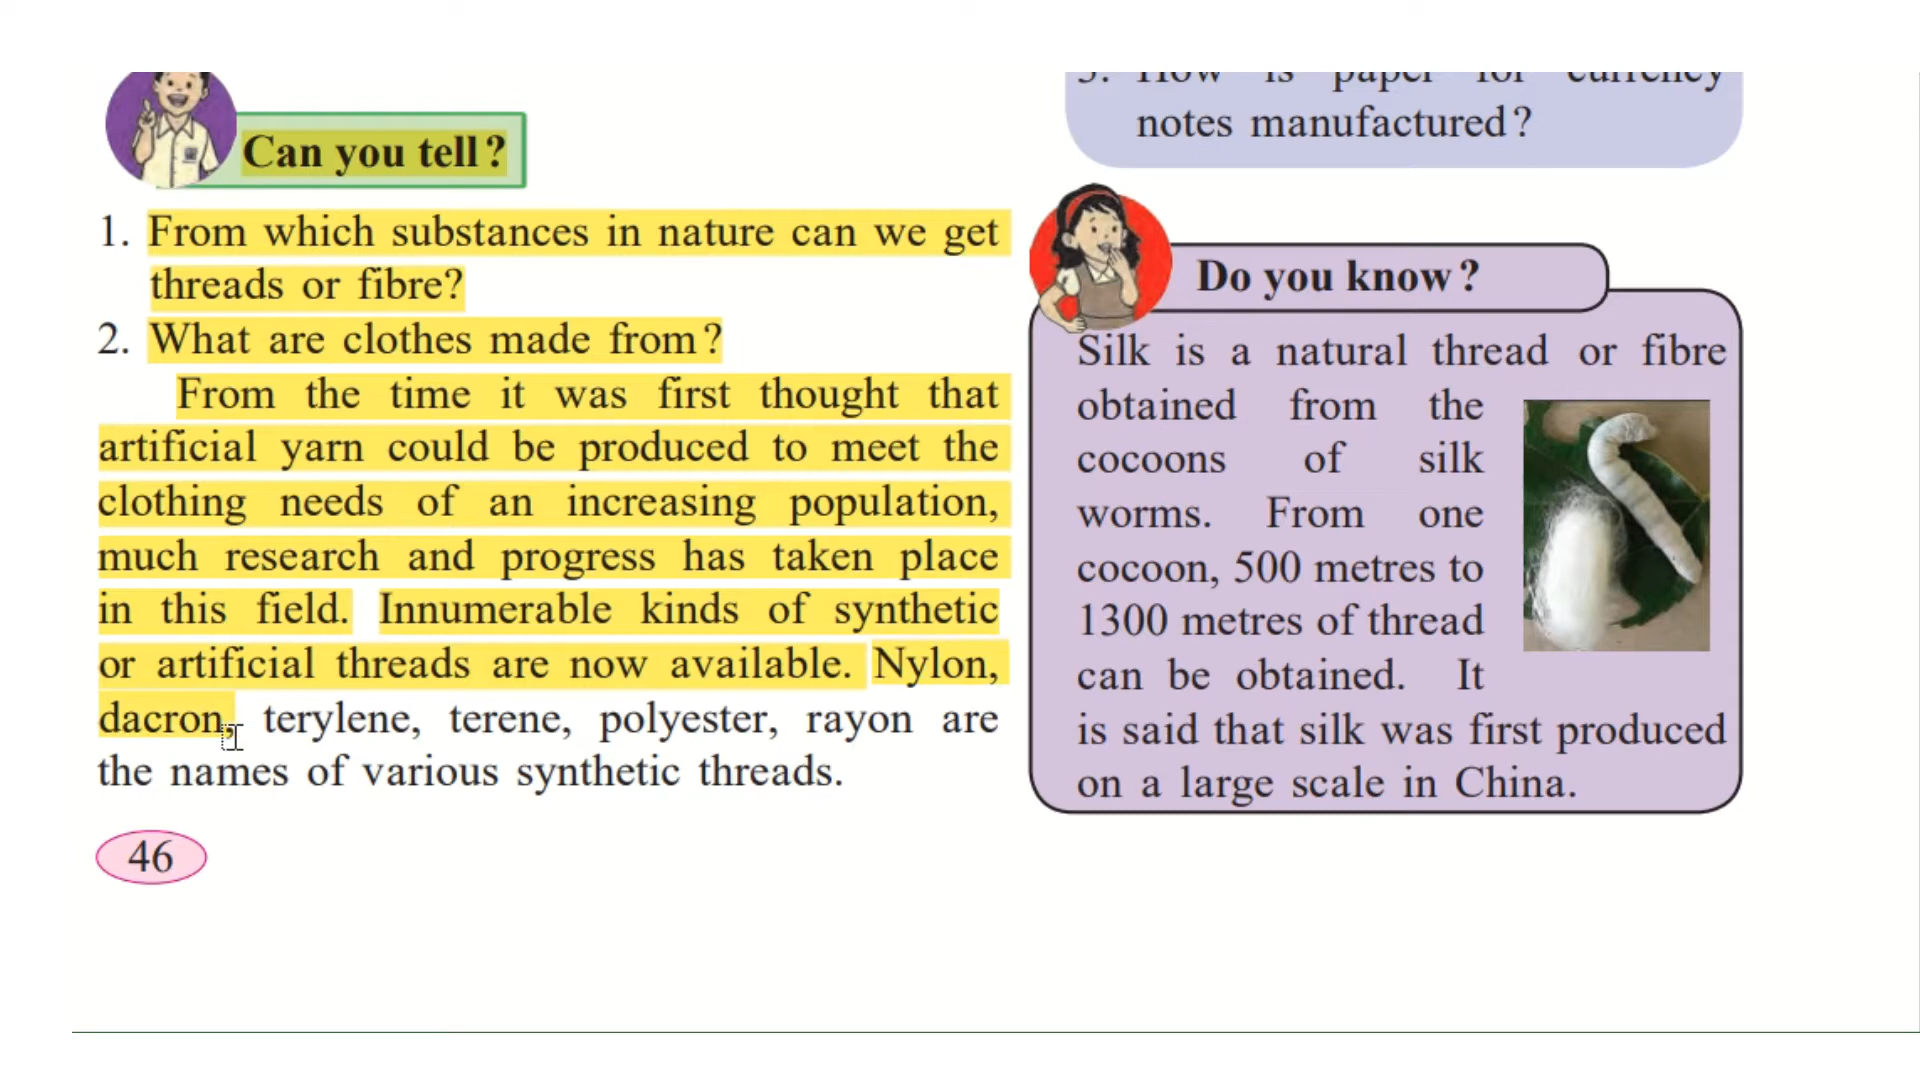 Can you tell?
1. From which substances in nature can we get
threads or fibre?
2. What are clothes made from?
From the time it was first thought that
artificial yarn could be produced to meet the
clothing needs of an increasing population,
much research and progress has taken place
in this field. Innumerable kinds of synthetic
or artificial threads are now available. Nylon,
dacron, terylene, terene, polyester, rayon are
the names of various synthetic threads.
46
How is paper for currency
notes manufactured?
Do you know?
Silk is a natural thread or fibre
obtained from the
cocoons of silk
worms. From one
cocoon, 500 metres to
1300 metres of thread
can be obtained. It
is said that silk was first produced
on a large scale in China.